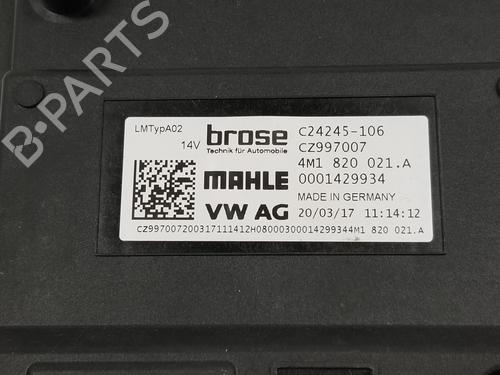 LMTypA02
14V
brose
Technik für Automobile
C24245-106
CZ997007
4M1 820 021.A
MAHLE
0001429934
MADE IN GERMANY
VW AG
20/03/17 11:14:12
CZ997007200317111412H08000300014299344M1 820 021.A
B-PARTS